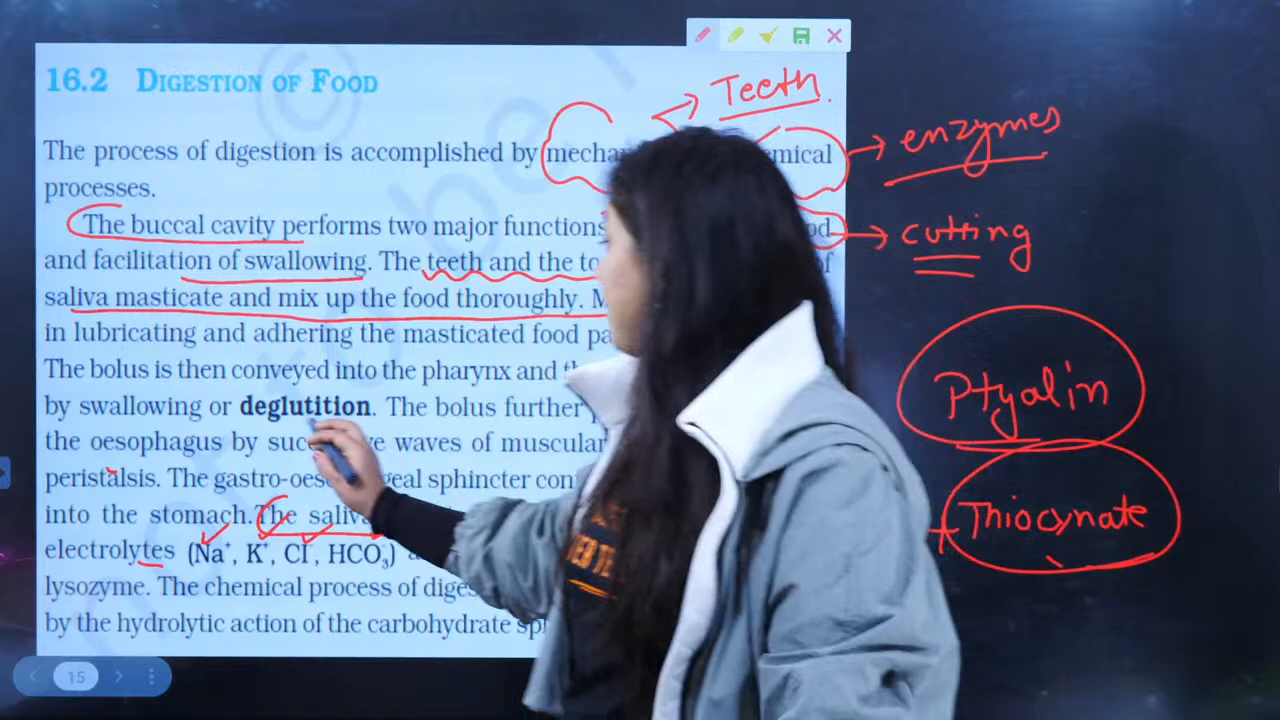 16.2 DIGESTION OF FOOD
Teeth
The process of digestion is accomplished by mechan mical
enzymes
processes.
The buccal cavity performs two major functions od
cutting
and facilitation of swallowing. The teeth and the to of
saliva masticate and mix up the food thoroughly. M
in lubricating and adhering the masticated food pa
The bolus is then conveyed into the pharynx and th
Ptyalin
by swallowing or deglutition. The bolus further p
the oesophagus by suc e waves of muscular
peristalsis. The gastro-oes geal sphincter con
into the stomach. The saliva
+ Thiocynate
electrolytes (Na⁺, K⁺, Cl⁻, HCO₃) a
lysozyme. The chemical process of diges
by the hydrolytic action of the carbohydrate spl
15